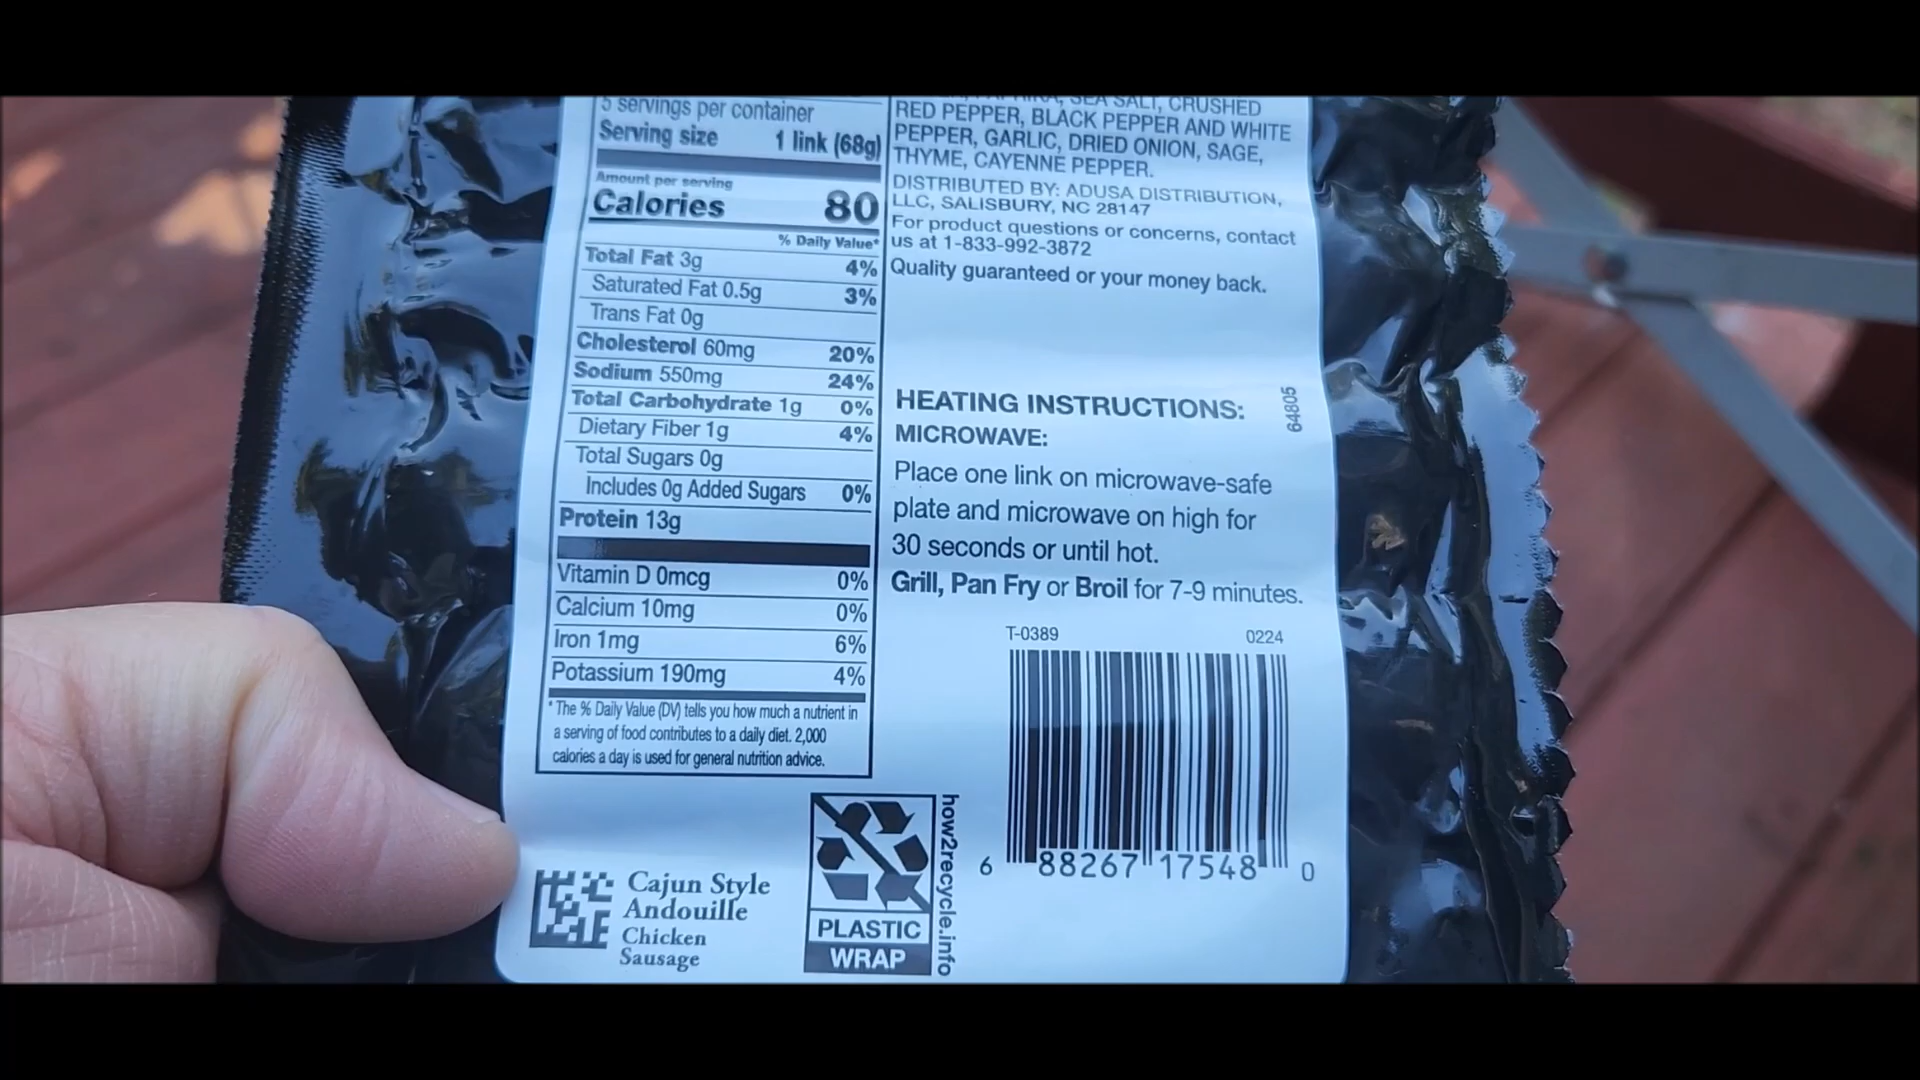 5 servings per container
Serving size 1 link (68g)
Amount per serving
Calories 80
% Daily Value*
Total Fat 3g 4%
Saturated Fat 0.5g 3%
Trans Fat 0g
Cholesterol 60mg 20%
Sodium 550mg 24%
Total Carbohydrate 1g 0%
Dietary Fiber 1g 4%
Total Sugars 0g
Includes 0g Added Sugars 0%
Protein 13g
Vitamin D 0mcg 0%
Calcium 10mg 0%
Iron 1mg 6%
Potassium 190mg 4%
* The % Daily Value (DV) tells you how much a nutrient in
a serving of food contributes to a daily diet. 2,000
calories a day is used for general nutrition advice.
SEA SALT, CRUSHED
RED PEPPER, BLACK PEPPER AND WHITE
PEPPER, GARLIC, DRIED ONION, SAGE,
THYME, CAYENNE PEPPER.
DISTRIBUTED BY: ADUSA DISTRIBUTION,
LLC, SALISBURY, NC 28147
For product questions or concerns, contact
us at 1-833-992-3872
Quality guaranteed or your money back.
64805
HEATING INSTRUCTIONS:
MICROWAVE:
Place one link on microwave-safe
plate and microwave on high for
30 seconds or until hot.
Grill, Pan Fry or Broil for 7-9 minutes.
T-0389 0224
6 88267 17548 0
how2recycle.info
PLASTIC
WRAP
Cajun Style
Andouille
Chicken
Sausage